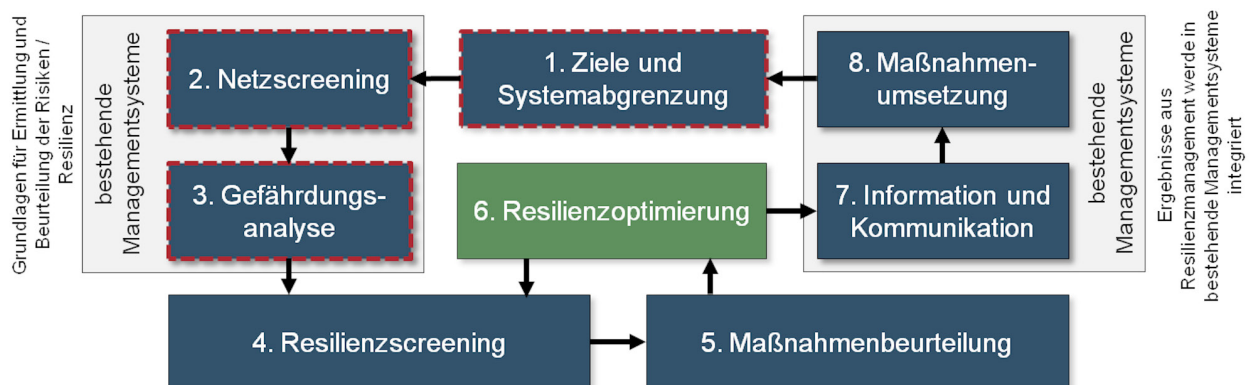 Grundlagen für Ermittlung und
Beurteilung der Risiken /
Resilienz
bestehende
Managementsysteme
2. Netzscreening
1. Ziele und
Systemabgrenzung
8. Maßnahmen-
umsetzung
3. Gefährdungs-
analyse
6. Resilienzoptimierung
7. Information und
Kommunikation
bestehende
Managementsysteme
Ergebnisse aus
Resilienzmanagement werde in
bestehende Managementsysteme
integriert
4. Resilienzscreening
5. Maßnahmenbeurteilung